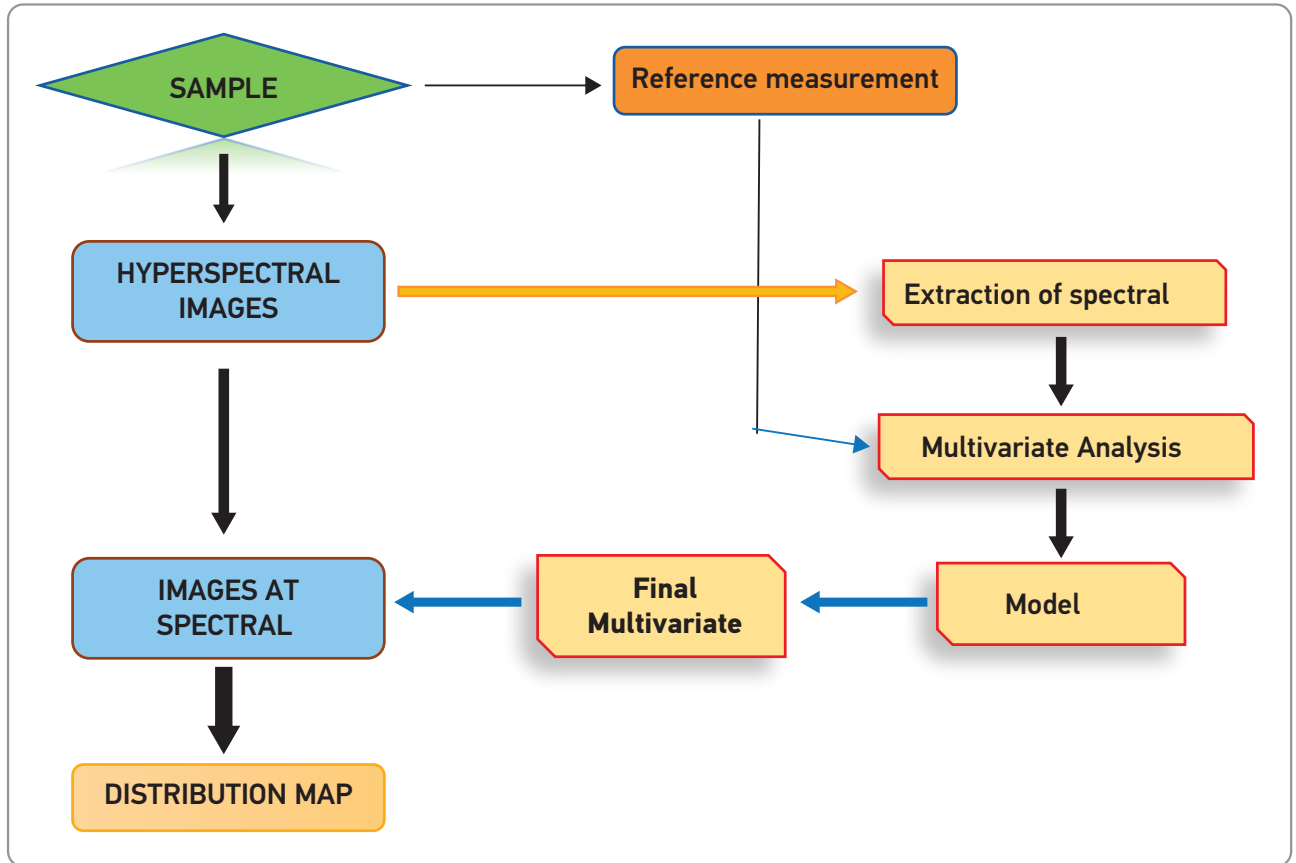 SAMPLE
Reference measurement
HYPERSPECTRAL
IMAGES
Extraction of spectral
Multivariate Analysis
IMAGES AT
SPECTRAL
Final
Multivariate
Model
DISTRIBUTION MAP